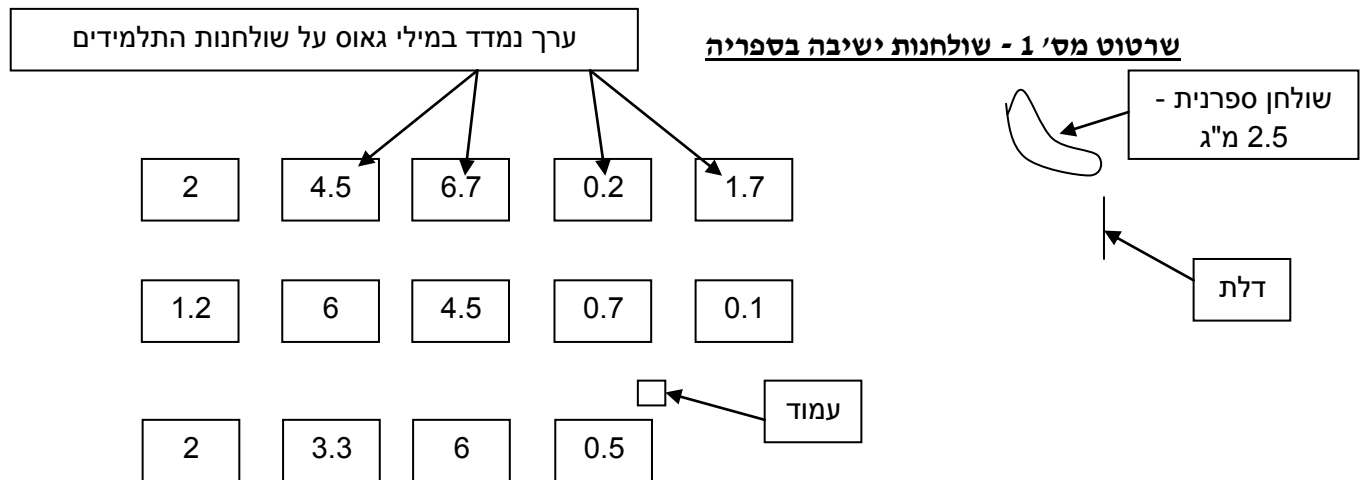 ערך נמדד במילי גאוס על שולחנות התלמידים
שרטוט מס' 1 - שולחנות ישיבה בספריה
שולחן ספרנית -
2.5 מ"ג
2 4.5 6.7 0.2 1.7
דלת
1.2 6 4.5 0.7 0.1
עמוד
2 3.3 6 0.5